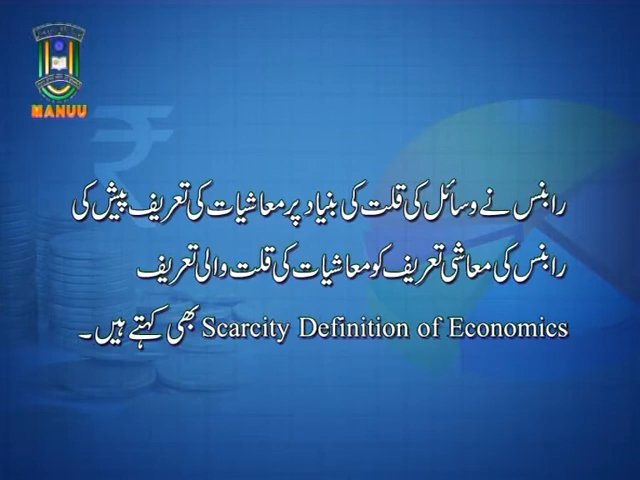 MANUU
رابنس نے وسائل کی قلت کی بنیاد پر معاشیات کی تعریف پیش کی
رابنس کی معاشی تعریف کو معاشیات کی قلت والی تعریف
Scarcity Definition of Economics بھی کہتے ہیں۔